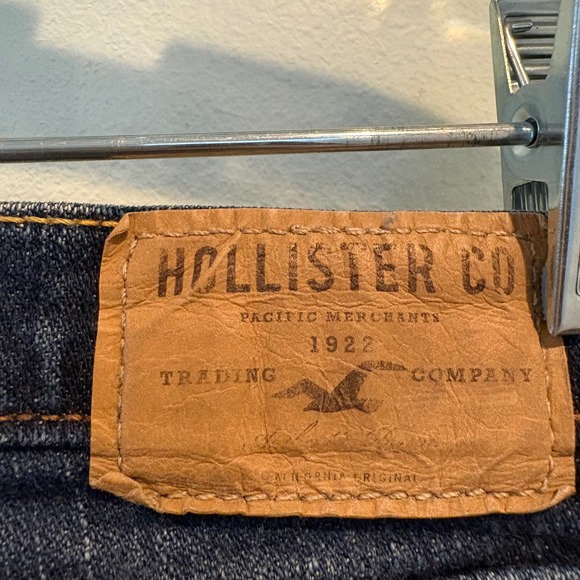 HOLLISTER CO
PACIFIC MERCHANTS
1922
TRADING COMPANY
CALIFORNIA ORIGINAL